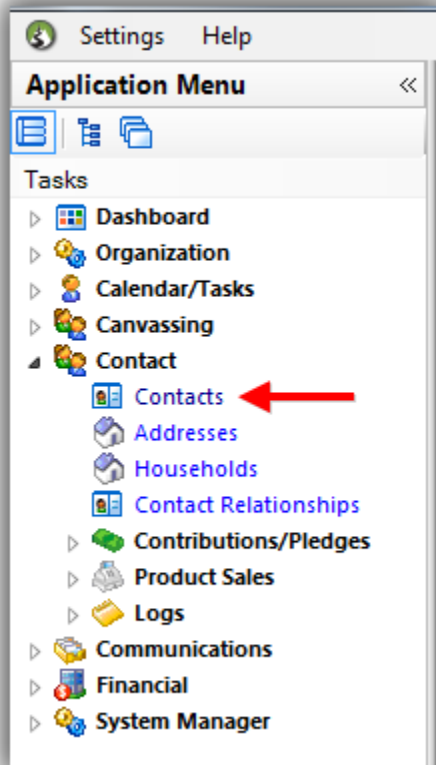 Settings Help
Application Menu
Tasks
Dashboard
Organization
Calendar/Tasks
Canvassing
Contact
Contacts
Addresses
Households
Contact Relationships
Contributions/Pledges
Product Sales
Logs
Communications
Financial
System Manager